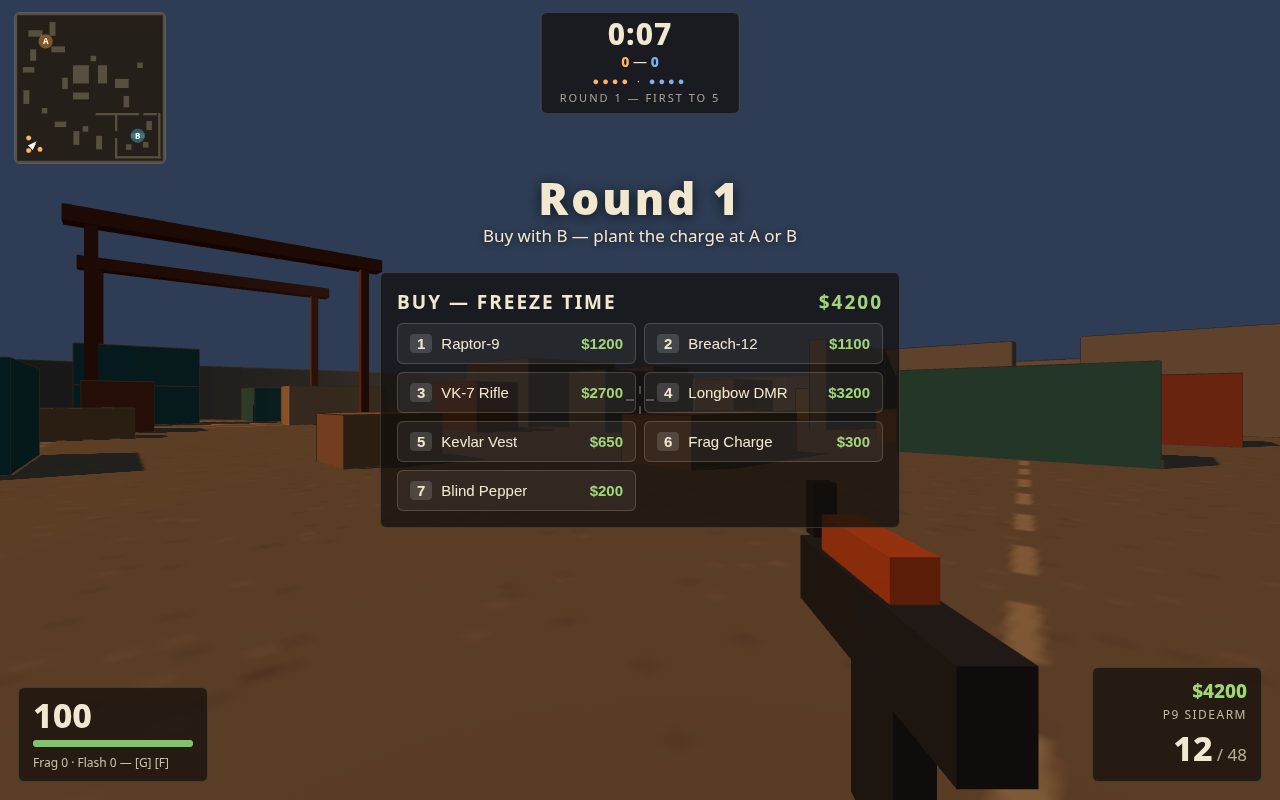 A
B
0:07
0 — 0
ROUND 1 — FIRST TO 5
Round 1
Buy with B — plant the charge at A or B
BUY — FREEZE TIME $4200
1 Raptor-9 $1200
2 Breach-12 $1100
3 VK-7 Rifle $2700
4 Longbow DMR $3200
5 Kevlar Vest $650
6 Frag Charge $300
7 Blind Pepper $200
100
Frag 0 · Flash 0 — [G] [F]
$4200
P9 SIDEARM
12 / 48